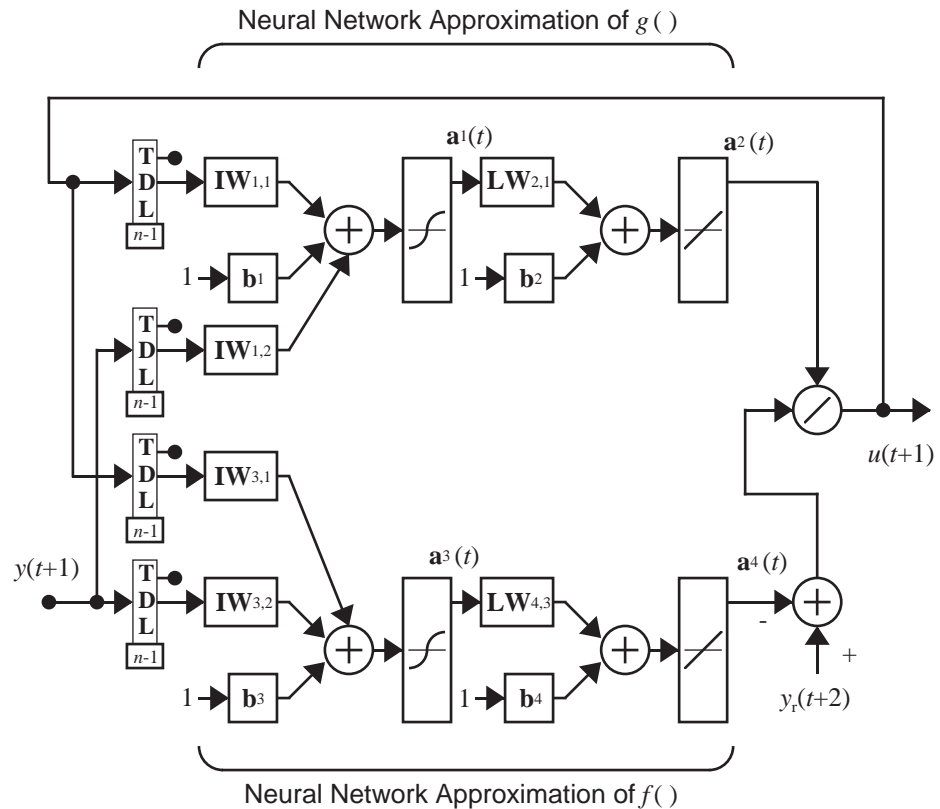 Neural Network Approximation of g ( )
a1(t)
a2(t)
T
D
L
n-1
IW1,1
LW2,1
1
b1
1
b2
T
D
L
n-1
IW1,2
u(t+1)
T
D
L
n-1
IW3,1
y(t+1)
T
D
L
n-1
IW3,2
a3 (t)
LW4,3
a4 (t)
-
+
1
b3
1
b4
yr(t+2)
Neural Network Approximation of f ( )